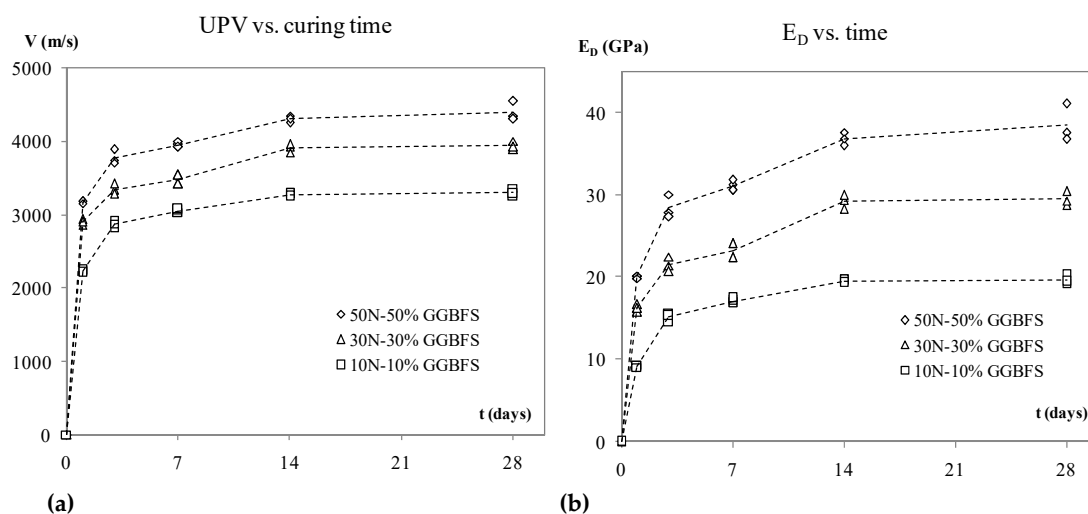 UPV vs. curing time
V (m/s)
5000
4000
3000
2000
1000
0
0 7 14 21 28
50N-50% GGBFS
30N-30% GGBFS
10N-10% GGBFS
t (days)
(a)
E_D vs. time
E_D (GPa)
40
30
20
10
0
0 7 14 21 28
50N-50% GGBFS
30N-30% GGBFS
10N-10% GGBFS
t (days)
(b)